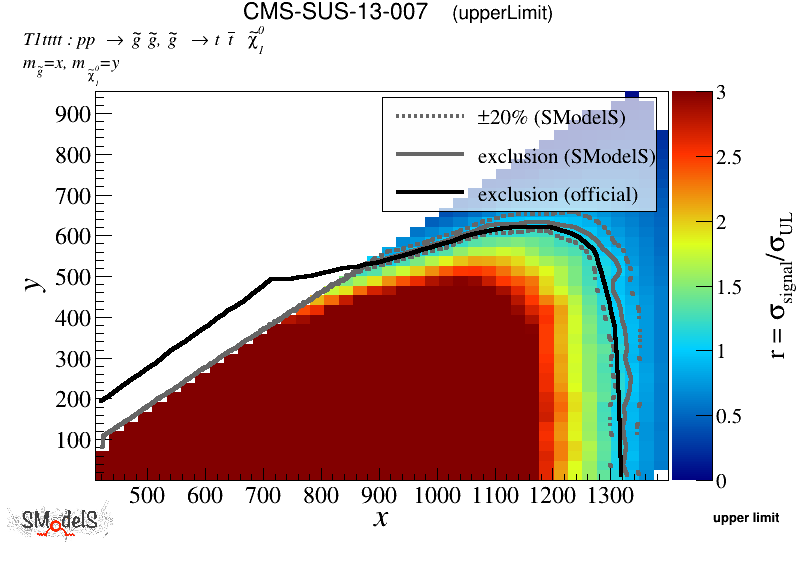 CMS-SUS-13-007 (upperLimit)
T1tttt : pp → g̃ g̃, g̃ → t t̄ χ̃⁰₁
m_g̃=x, m_χ̃⁰₁=y
±20% (SModelS)
exclusion (SModelS)
exclusion (official)
900
800
700
600
500
400
300
200
100
y
500 600 700 800 900 1000 1100 1200 1300
x
3
2.5
2
1.5
1
0.5
0
r = σ_signal/σ_UL
SModelS
upper limit